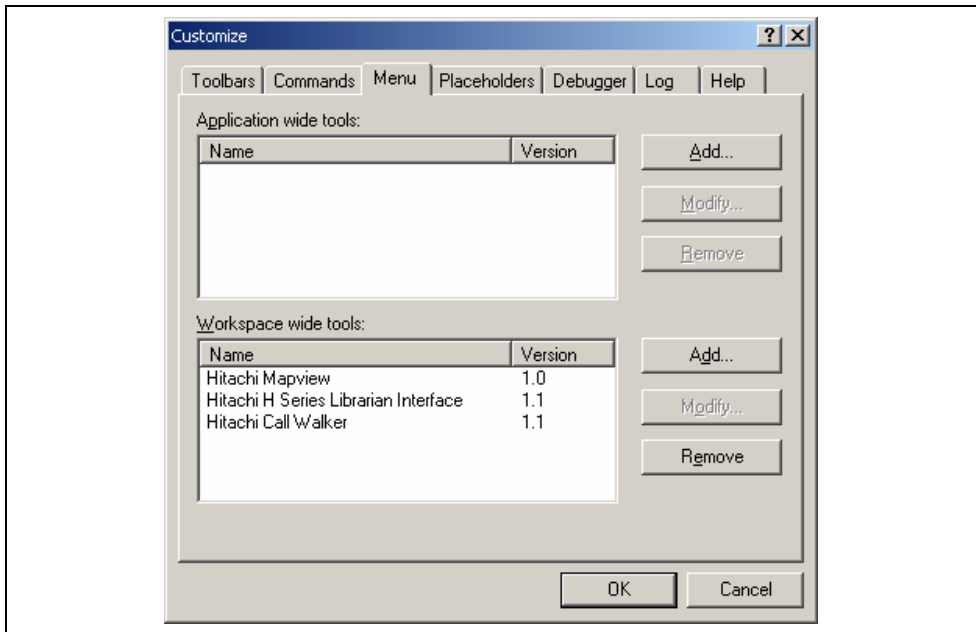 Customize
Toolbars Commands Menu Placeholders Debugger Log Help
Application wide tools:
Name Version
Add...
Modify...
Remove
Workspace wide tools:
Name Version
Hitachi Mapview 1.0
Hitachi H Series Librarian Interface 1.1
Hitachi Call Walker 1.1
Add...
Modify...
Remove
OK Cancel